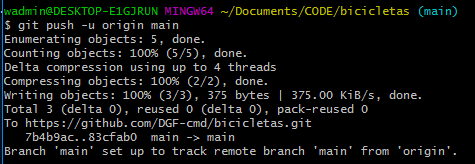 wadmin@DESKTOP-E1GJRUN MINGW64 ~/Documents/CODE/bicicletas (main)
$ git push -u origin main
Enumerating objects: 5, done.
Counting objects: 100% (5/5), done.
Delta compression using up to 4 threads
Compressing objects: 100% (2/2), done.
Writing objects: 100% (3/3), 375 bytes | 375.00 KiB/s, done.
Total 3 (delta 0), reused 0 (delta 0), pack-reused 0
To https://github.com/DGF-cmd/bicicletas.git
   7b4b9ac..83cfab0  main -> main
Branch 'main' set up to track remote branch 'main' from 'origin'.